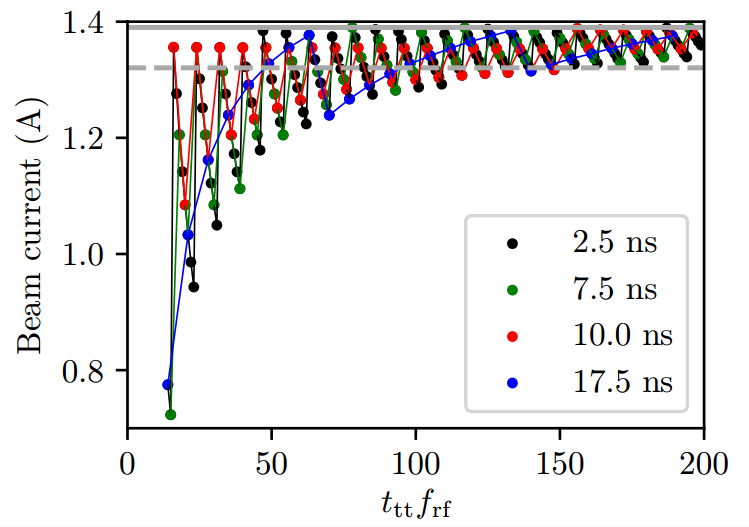 1.4
1.2
1.0
0.8
Beam current (A)
2.5 ns
7.5 ns
10.0 ns
17.5 ns
0 50 100 150 200
t_tt f_rf